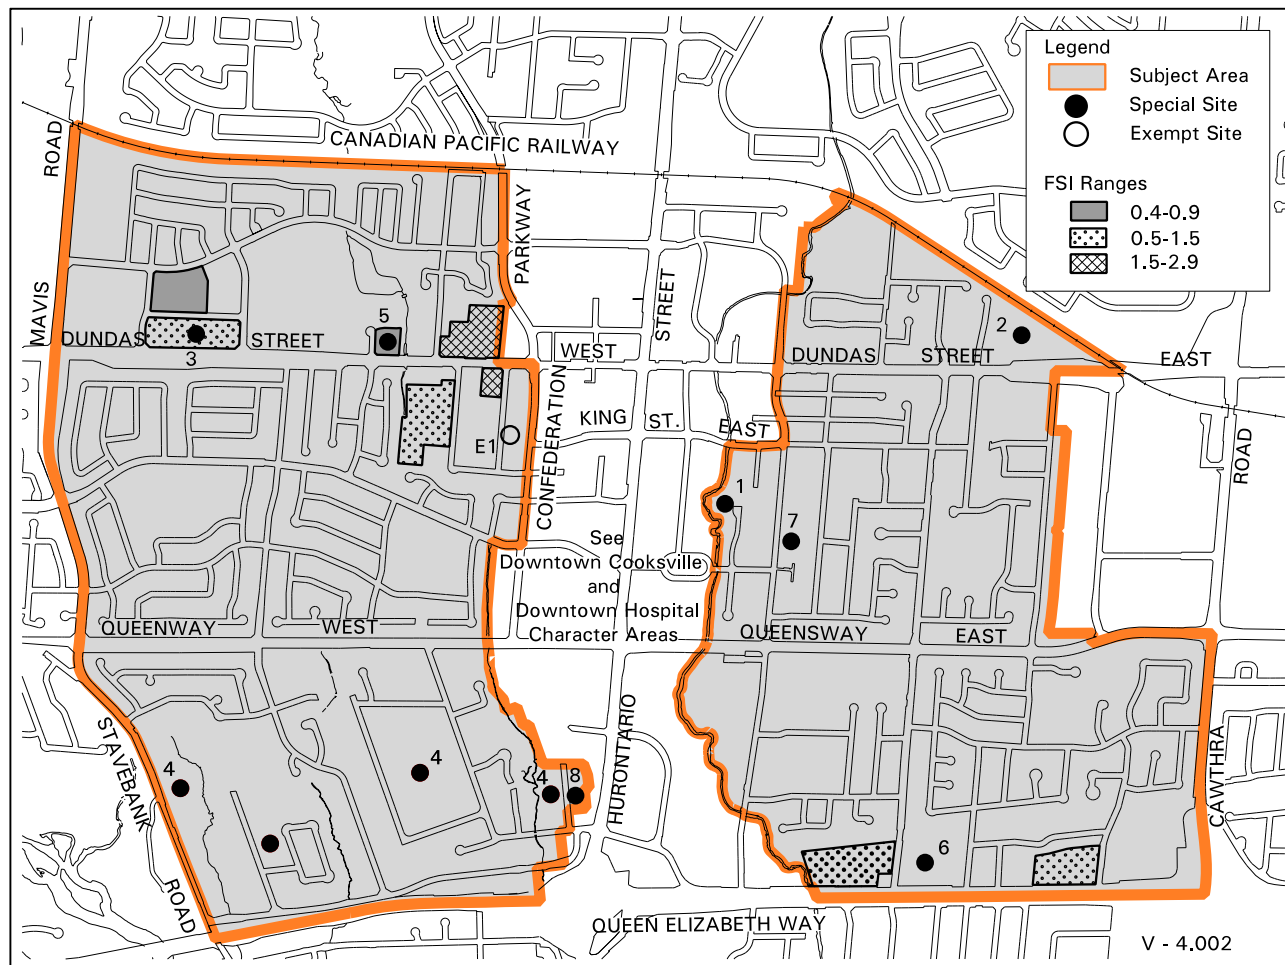 Legend
Subject Area
Special Site
Exempt Site
FSI Ranges
0.4-0.9
0.5-1.5
1.5-2.9
CANADIAN PACIFIC RAILWAY
ROAD
MAVIS
PARKWAY
STREET
5
2
3
DUNDAS
STREET
WEST
DUNDAS
STREET
EAST
KING ST. EAST
E1
CONFEDERATION
ROAD
1
7
See
Downtown Cooksville
and
Downtown Hospital
Character Areas
QUEENWAY
WEST
QUEENSWAY
EAST
STAVEBANK
ROAD
4
4
4
8
HURONTARIO
CAWTHRA
6
QUEEN ELIZABETH WAY
V - 4.002